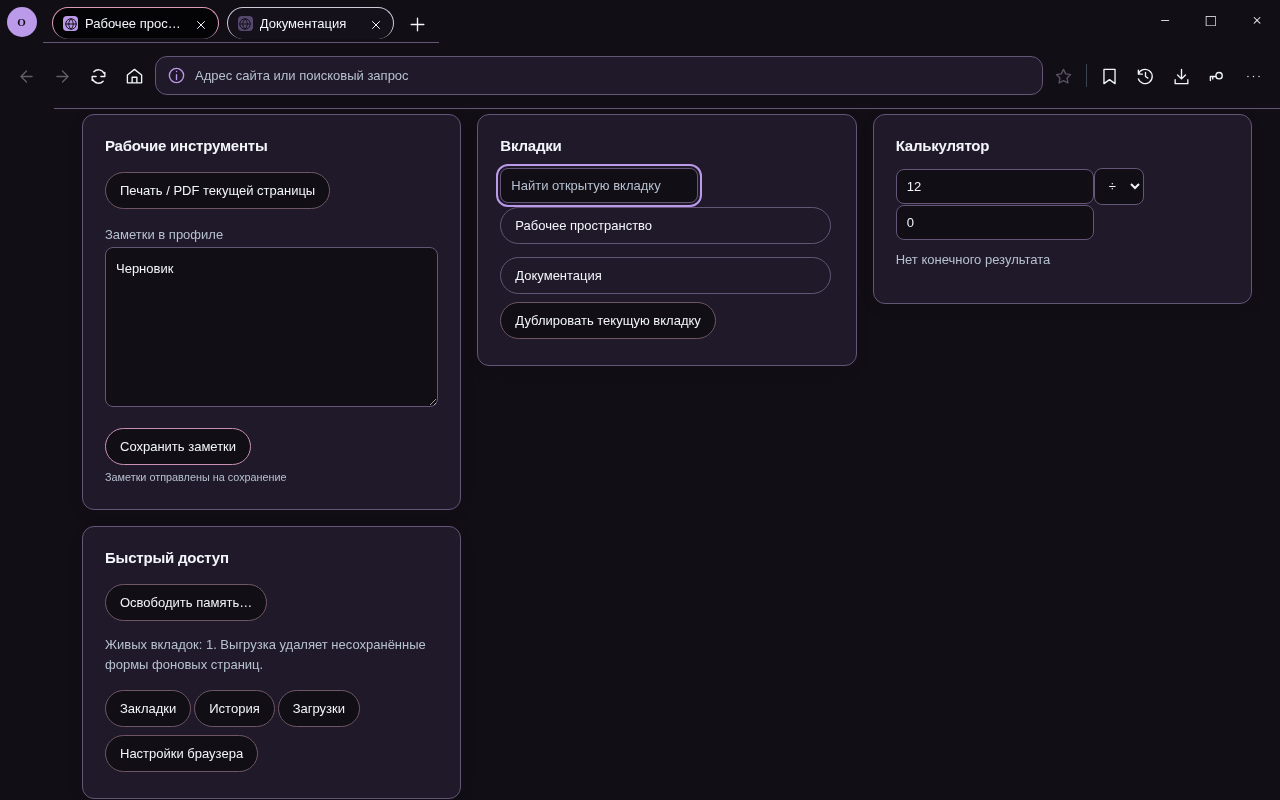 O
Рабочее прос…
Документация
Адрес сайта или поисковый запрос
Рабочие инструменты
Печать / PDF текущей страницы
Заметки в профиле
Черновик
Сохранить заметки
Заметки отправлены на сохранение
Быстрый доступ
Освободить память…
Живых вкладок: 1. Выгрузка удаляет несохранённые
формы фоновых страниц.
Закладки
История
Загрузки
Настройки браузера
Вкладки
Найти открытую вкладку
Рабочее пространство
Документация
Дублировать текущую вкладку
Калькулятор
12
÷
0
Нет конечного результата